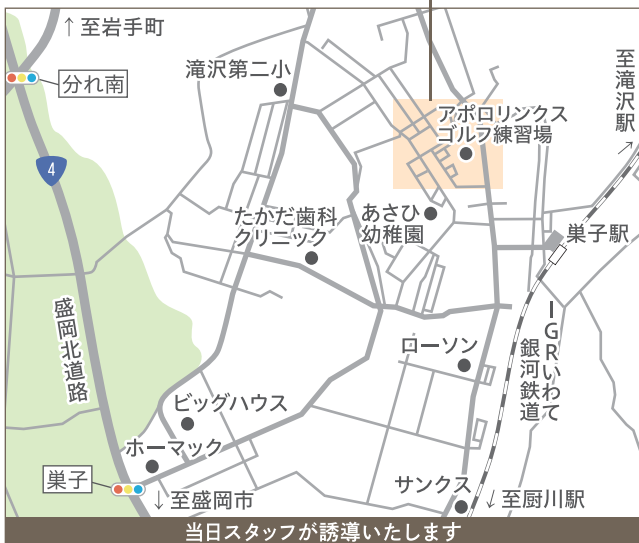 ↑至岩手町
分れ南
滝沢第二小
至滝沢駅→
アポロリンクス
ゴルフ練習場
4
たかだ歯科
クリニック
あさひ
幼稚園
巣子駅
盛岡北道路
IGRいわて
銀河鉄道
ローソン
ビッグハウス
ホーマック
巣子
↓至盛岡市
サンクス
↓至厨川駅
当日スタッフが誘導いたします